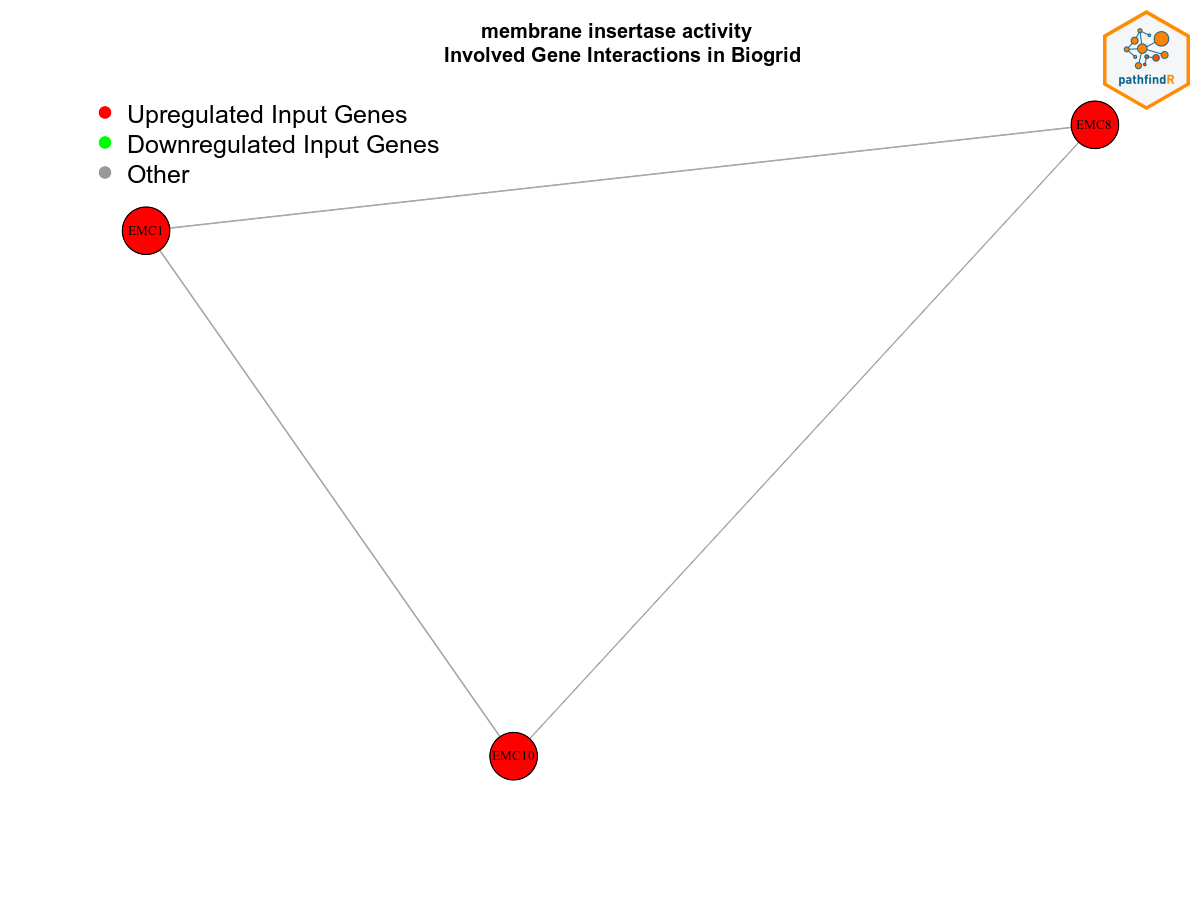 membrane insertase activity
Involved Gene Interactions in Biogrid
pathfindR
Upregulated Input Genes
Downregulated Input Genes
Other
EMC8
EMC1
EMC10